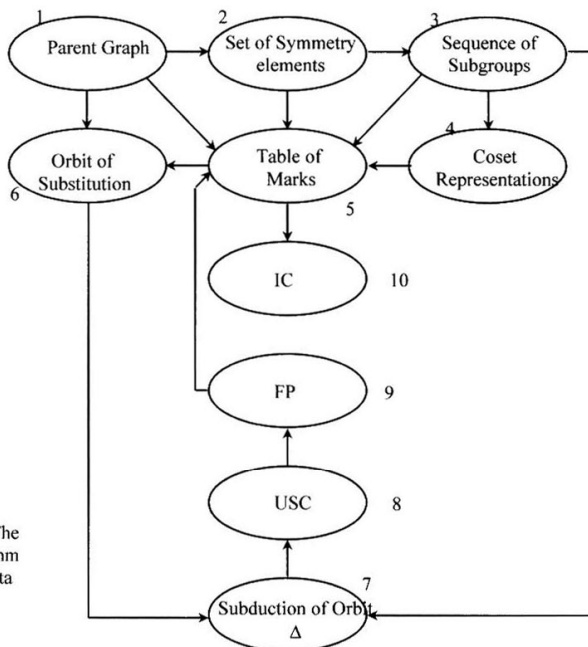 1
2
3
Parent Graph
Set of Symmetry
elements
Sequence of
Subgroups
4
Orbit of
Substitution
6
Table of
Marks
5
Coset
Representations
IC
10
FP
9
USC
8
7
Subduction of Orbit
Δ